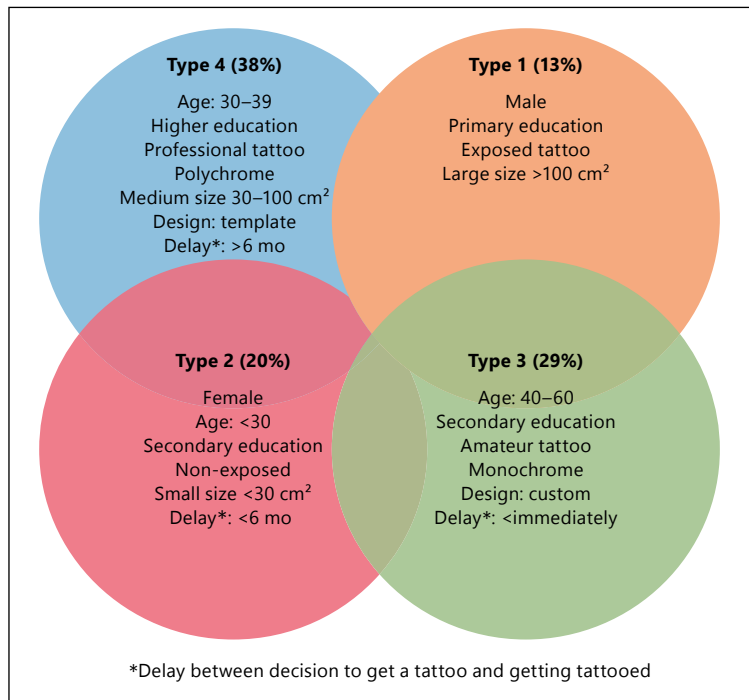 Type 4 (38%)
Age: 30–39
Higher education
Professional tattoo
Polychrome
Medium size 30–100 cm²
Design: template
Delay*: >6 mo
Type 1 (13%)
Male
Primary education
Exposed tattoo
Large size >100 cm²
Type 2 (20%)
Female
Age: <30
Secondary education
Non-exposed
Small size <30 cm²
Delay*: <6 mo
Type 3 (29%)
Age: 40–60
Secondary education
Amateur tattoo
Monochrome
Design: custom
Delay*: <immediately
*Delay between decision to get a tattoo and getting tattooed